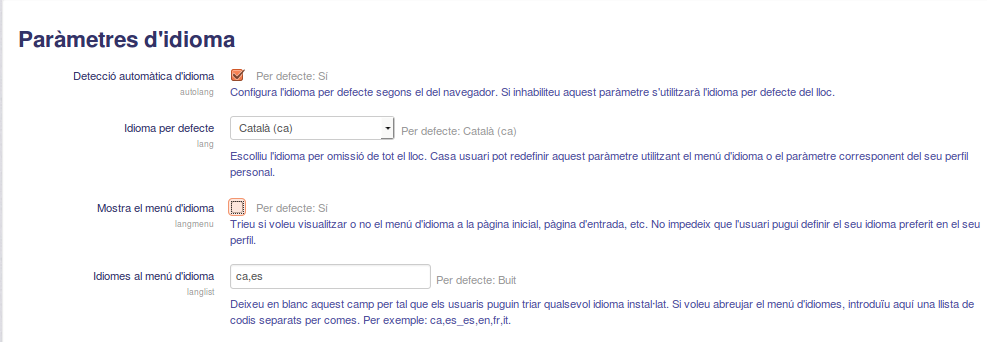 Paràmetres d'idioma
Detecció automàtica d'idioma Per defecte: Sí
autolang Configura l'idioma per defecte segons el del navegador. Si inhabiliteu aquest paràmetre s'utilitzarà l'idioma per defecte del lloc.
Idioma per defecte Català (ca) Per defecte: Català (ca)
lang
Escolliu l'idioma per omissió de tot el lloc. Casa usuari pot redefinir aquest paràmetre utilitzant el menú d'idioma o el paràmetre corresponent del seu perfil
personal.
Mostra el menú d'idioma Per defecte: Sí
langmenu Trieu si voleu visualitzar o no el menú d'idioma a la pàgina inicial, pàgina d'entrada, etc. No impedeix que l'usuari pugui definir el seu idioma preferit en el seu
perfil.
Idiomes al menú d'idioma ca,es Per defecte: Buit
langlist
Deixeu en blanc aquest camp per tal que els usuaris puguin triar qualsevol idioma instal·lat. Si voleu abreujar el menú d'idiomes, introduïu aquí una llista de
codis separats per comes. Per exemple: ca,es_es,en,fr,it.